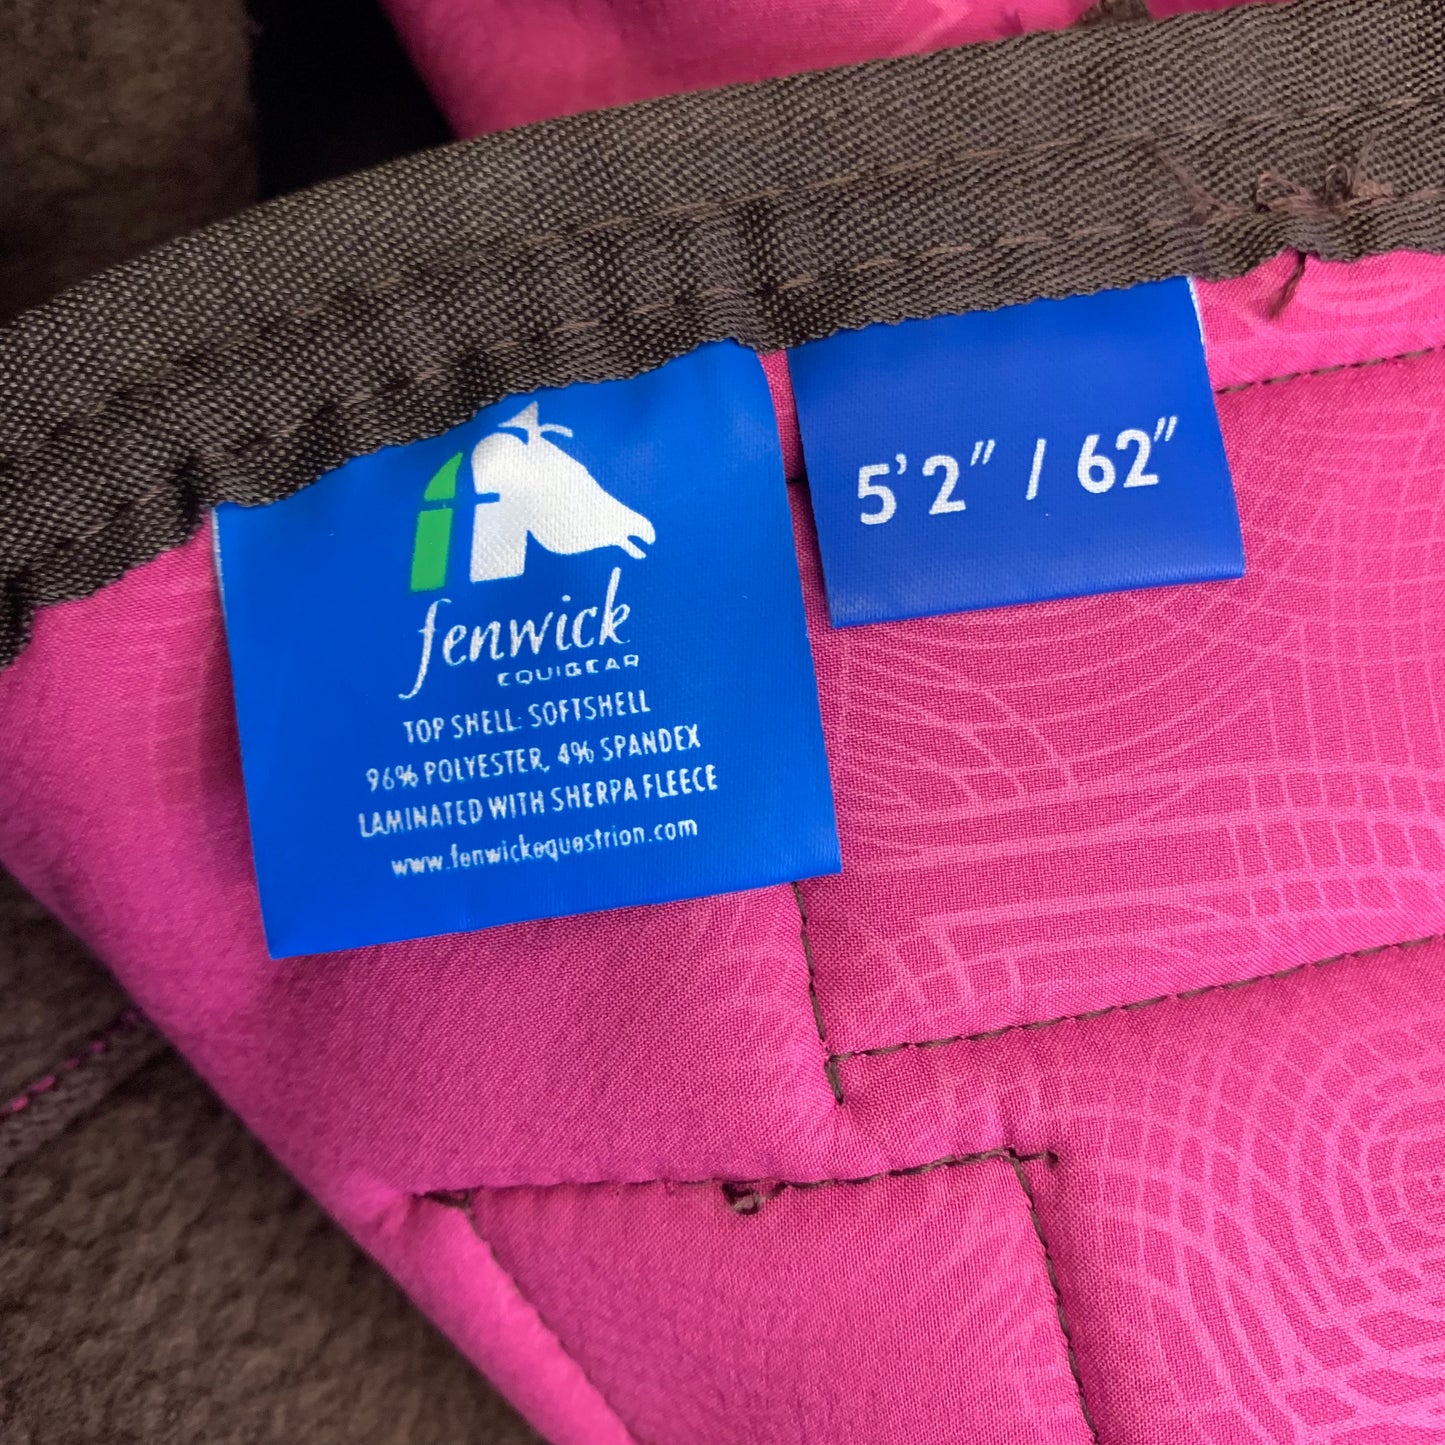 fenwick
EQUIGEAR
TOP SHELL: SOFTSHELL
96% POLYESTER, 4% SPANDEX
LAMINATED WITH SHERPA FLEECE
www.fenwickequestrion.com
5'2" / 62"